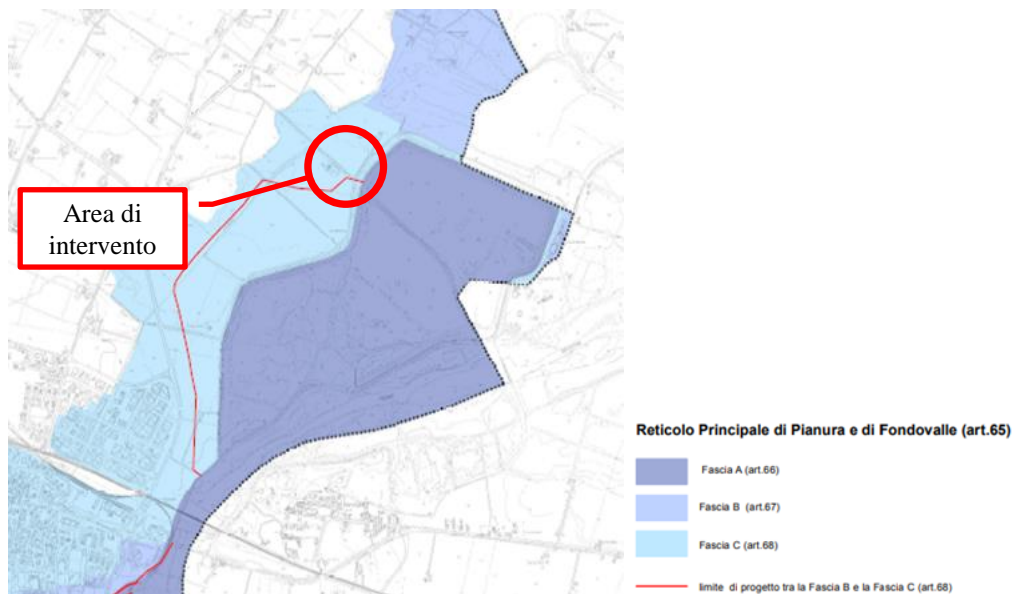 Area di
intervento
Reticolo Principale di Pianura e di Fondovalle (art.65)
Fascia A (art.66)
Fascia B (art.67)
Fascia C (art.68)
limite di progetto tra la Fascia B e la Fascia C (art.68)